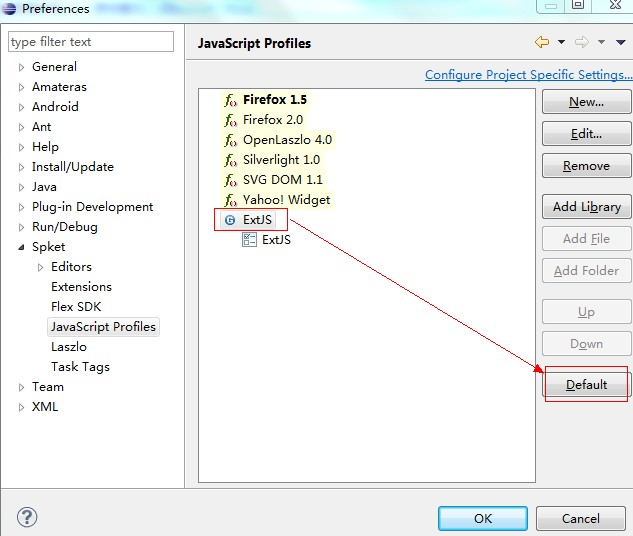 Preferences
type filter text
General
Amateras
Android
Ant
Help
Install/Update
Java
Plug-in Development
Run/Debug
Spket
Editors
Extensions
Flex SDK
JavaScript Profiles
Laszlo
Task Tags
Team
XML
JavaScript Profiles
Configure Project Specific Settings...
Firefox 1.5
Firefox 2.0
OpenLaszlo 4.0
Silverlight 1.0
SVG DOM 1.1
Yahoo! Widget
ExtJS
ExtJS
New...
Edit...
Remove
Add Library
Add File
Add Folder
Up
Down
Default
OK
Cancel